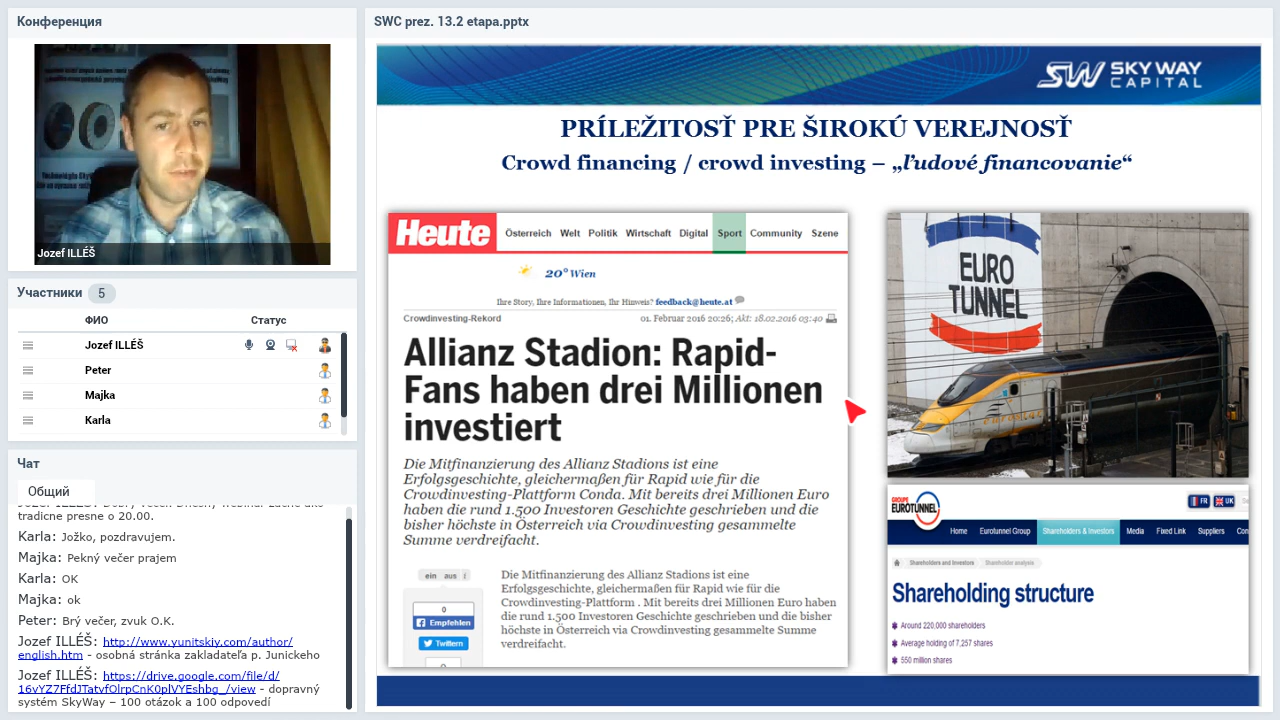 Конференция
Jozef ILLÉŠ
Участники 5
ФИО Статус
Jozef ILLÉŠ
Peter
Majka
Karla
Чат
Общий
tradicne presne o 20.00.
Karla: Jožko, pozdravujem.
Majka: Pekný večer prajem
Karla: OK
Majka: ok
Peter: Brý večer, zvuk O.K.
Jozef ILLÉŠ: http://www.yunitskiy.com/author/
english.htm - osobná stránka zakladateľa p. Junickeho
Jozef ILLÉŠ: https://drive.google.com/file/d/
16vYZ7FfdJTatvfOlrpCnK0plVYEshbg_/view - dopravný
systém SkyWay – 100 otázok a 100 odpovedí
SWC prez. 13.2 etapa.pptx
SW SKY WAY
CAPITAL
PRÍLEŽITOSŤ PRE ŠIROKÚ VEREJNOSŤ
Crowd financing / crowd investing – „ľudové financovanie“
Heute Österreich Welt Politik Wirtschaft Digital Sport Community Szene
20° Wien
Ihre Story, Ihre Informationen, Ihr Hinweis? feedback@heute.at
Crowdinvesting-Rekord 01. Februar 2016 20:26; Akt: 18.02.2016 03:40
Allianz Stadion: Rapid-
Fans haben drei Millionen
investiert
Die Mitfinanzierung des Allianz Stadions ist eine
Erfolgsgeschichte, gleichermaßen für Rapid wie für die
Crowdinvesting-Plattform Conda. Mit bereits drei Millionen Euro
haben die rund 1.500 Investoren Geschichte geschrieben und die
bisher höchste in Österreich via Crowdinvesting gesammelte
Summe verdreifacht.
ein aus
0
Empfehlen
Twittern
0
Die Mitfinanzierung des Allianz Stadions ist eine
Erfolgsgeschichte, gleichermaßen für Rapid wie für die
Crowdinvesting-Plattform . Mit bereits drei Millionen Euro haben
die rund 1.500 Investoren Geschichte geschrieben und die bisher
höchste in Österreich via Crowdinvesting gesammelte Summe
verdreifacht.
EURO
TUNNEL
GROUPE
EUROTUNNEL
FR UK
Home Eurotunnel Group Shareholders & Investors Media Fixed Link Suppliers
Shareholders and Investors Shareholder analysis
Shareholding structure
Around 220,000 shareholders
Average holding of 7,257 shares
550 million shares